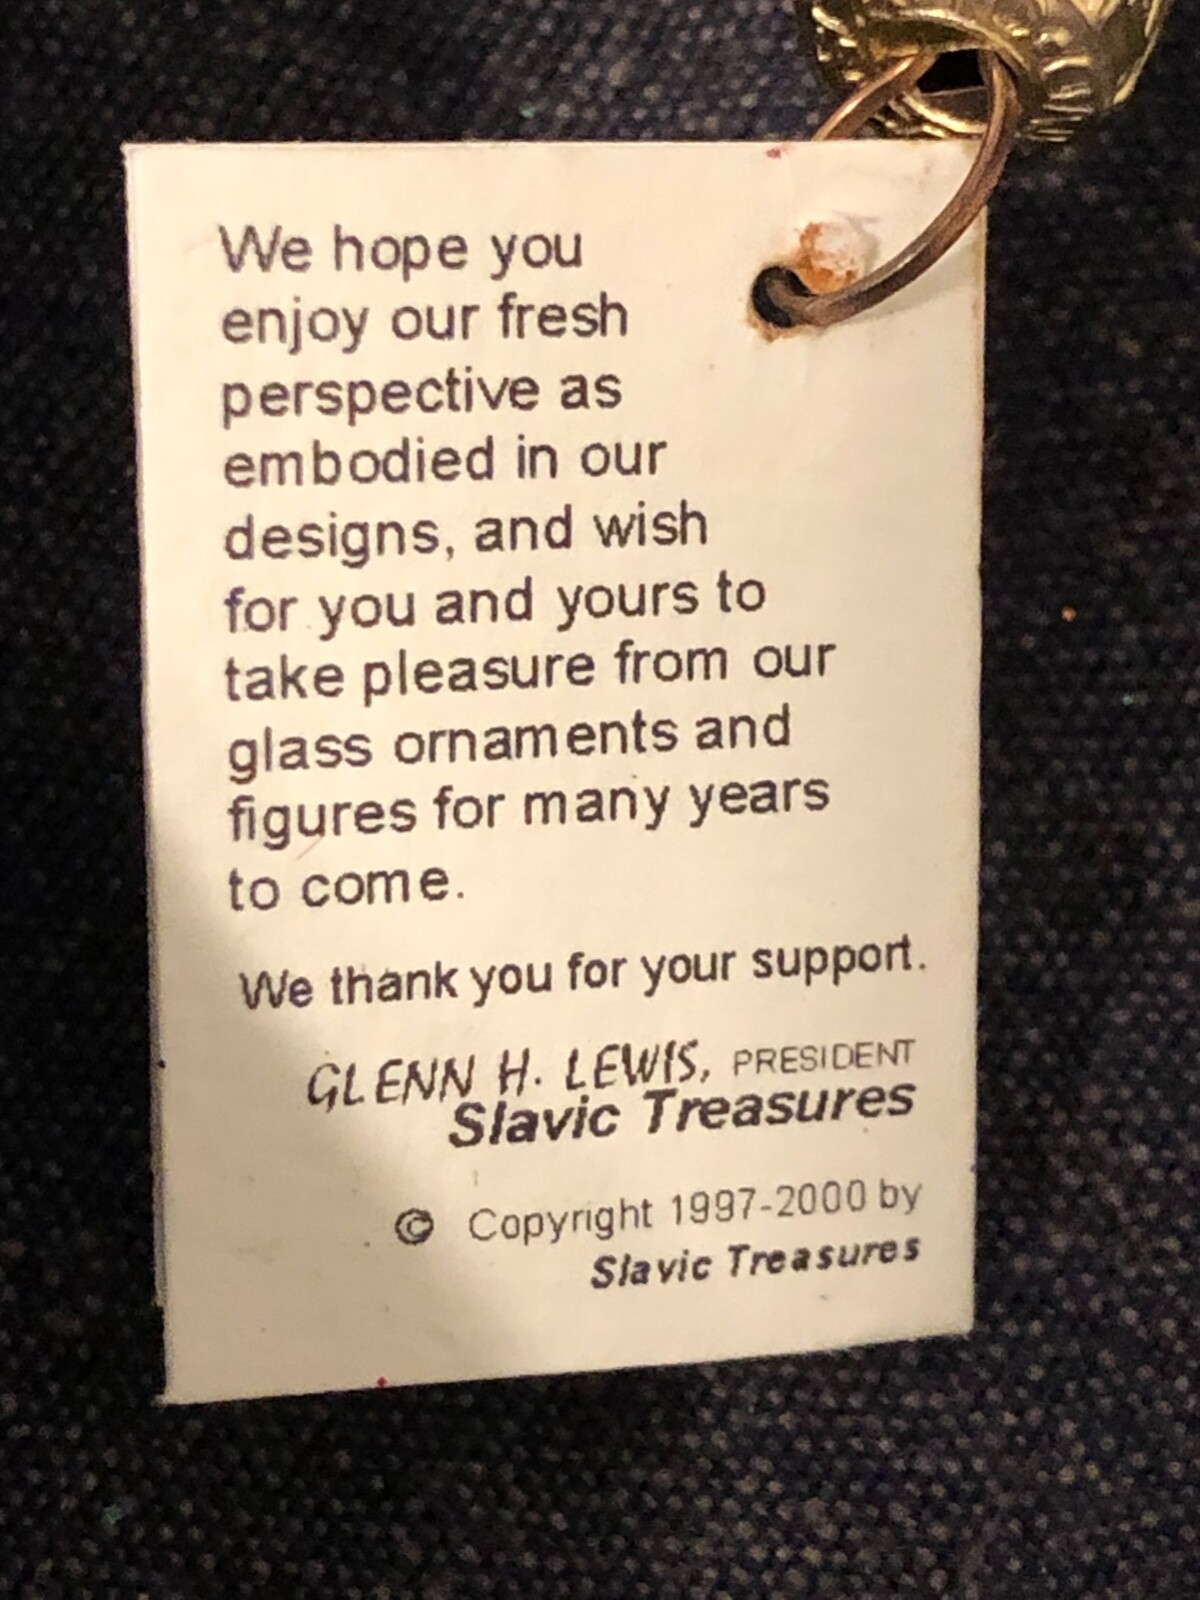 We hope you
enjoy our fresh
perspective as
embodied in our
designs, and wish
for you and yours to
take pleasure from our
glass ornaments and
figures for many years
to come.
We thank you for your support.
GLENN H. LEWIS, PRESIDENT
Slavic Treasures
© Copyright 1997-2000 by
Slavic Treasures